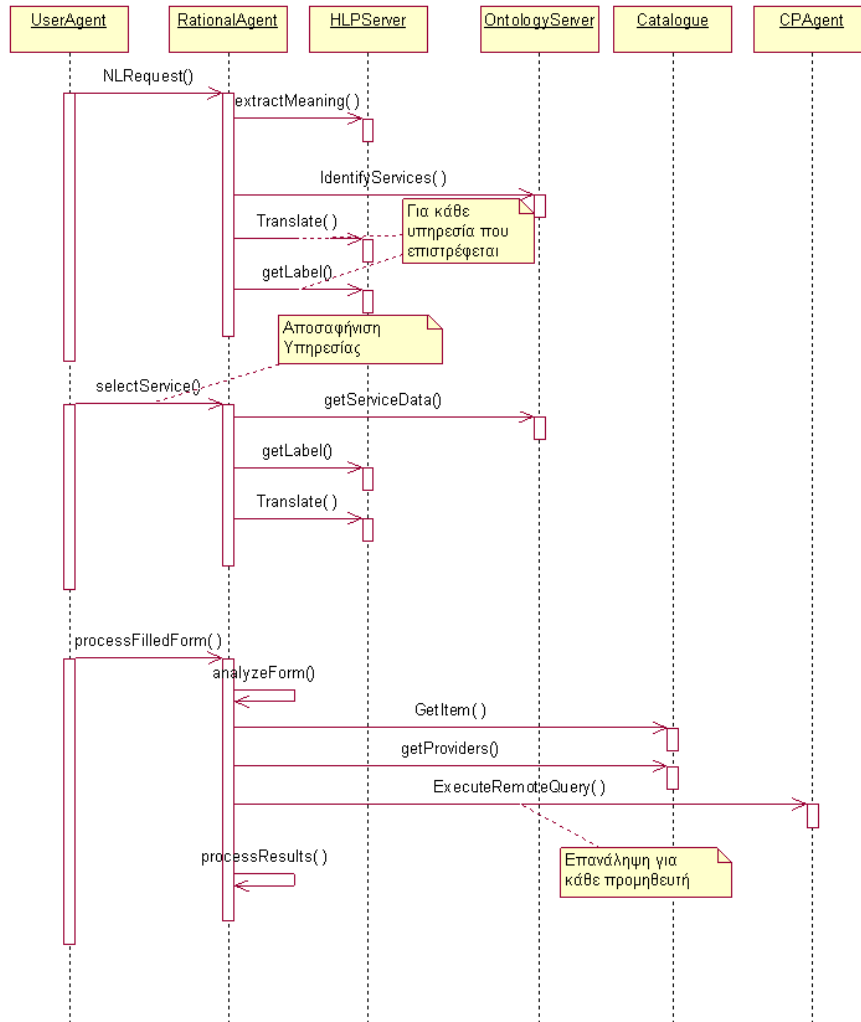 UserAgent
RationalAgent
HLPServer
OntologyServer
Catalogue
CPAgent
NLRequest()
extractMeaning( )
IdentifyServices( )
Για κάθε
υπηρεσία που
επιστρέφεται
Translate( )
getLabel()
Αποσαφήνιση
Υπηρεσίας
selectService()
getServiceData()
getLabel()
Translate( )
processFilledForm( )
analyzeForm()
GetItem( )
getProviders()
ExecuteRemoteQuery( )
Επανάληψη για
κάθε προμηθευτή
processResults( )